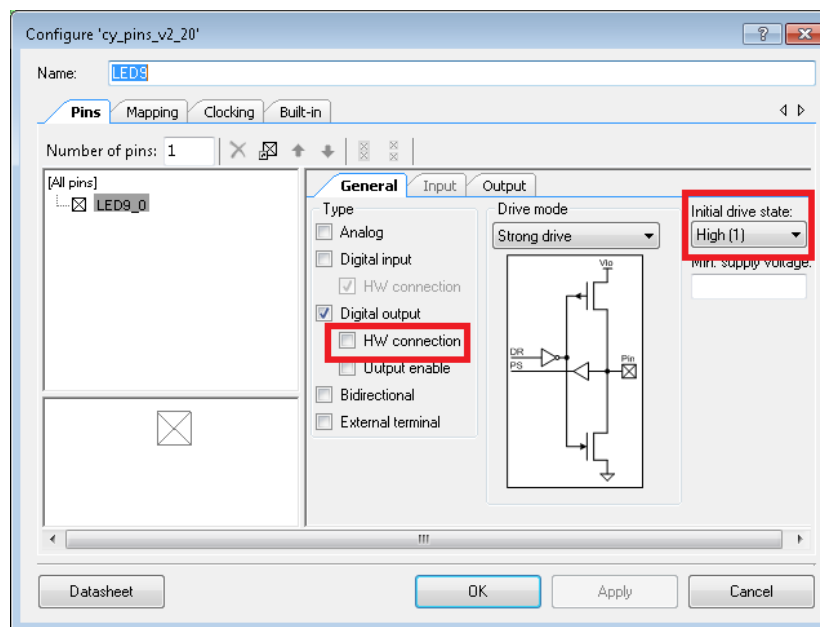 Configure 'cy_pins_v2_20'
Name: LED9
Pins Mapping Clocking Built-in
Number of pins: 1
[All pins]
LED9_0
General Input Output
Type
Analog
Digital input
HW connection
Digital output
HW connection
Output enable
Bidirectional
External terminal
Drive mode
Strong drive
Vio
DR
PS
Pin
Initial drive state:
High (1)
Min. supply voltage:
Datasheet OK Apply Cancel